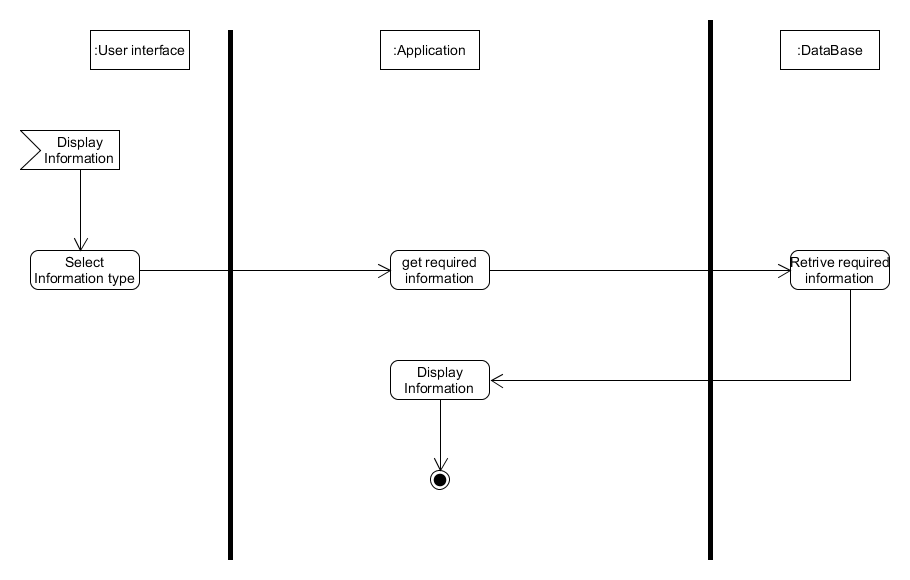 :User interface
:Application
:DataBase
Display
Information
Select
Information type
get required
information
Retrive required
information
Display
Information